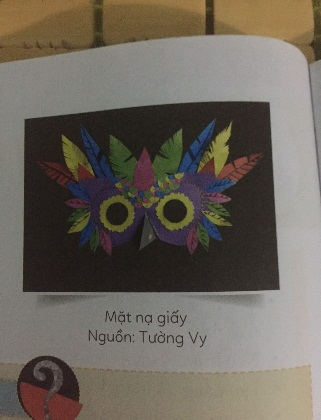 Mặt nạ giấy
Nguồn: Tường Vy
?